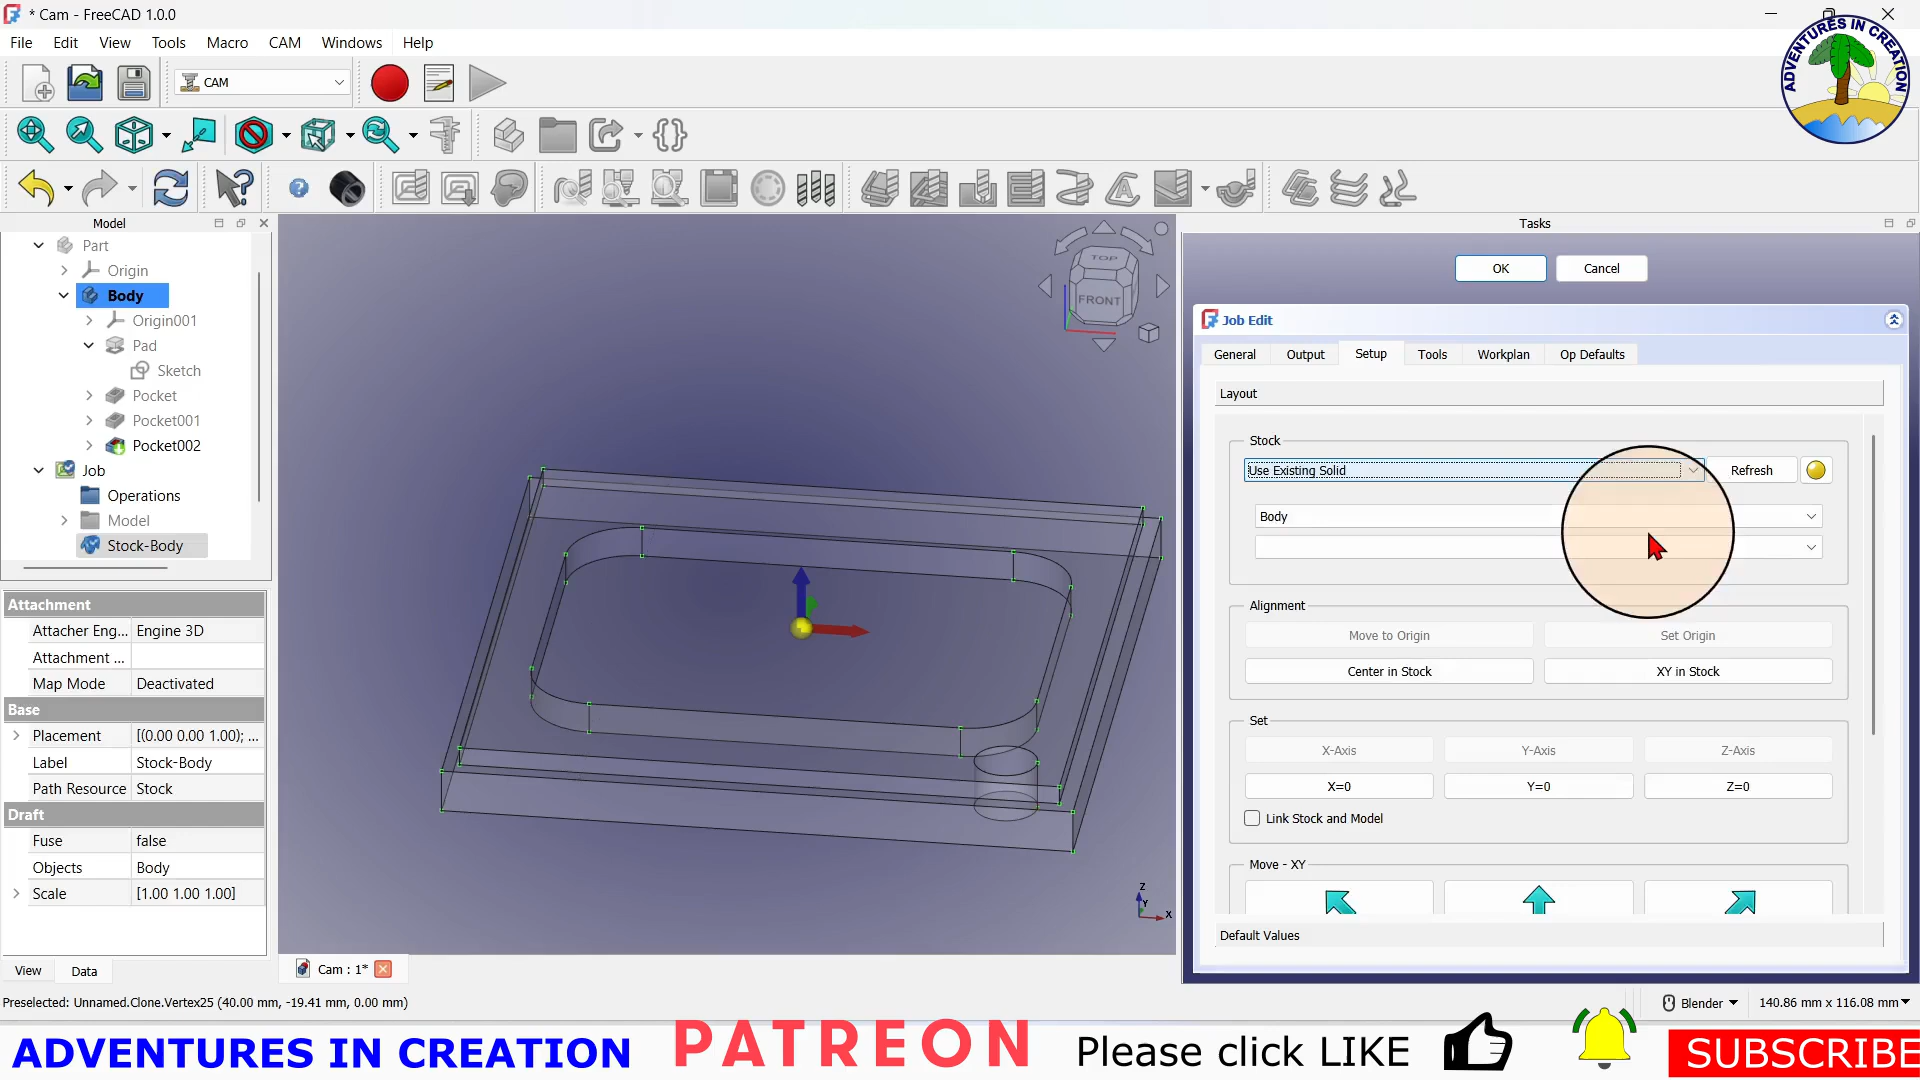 * Cam - FreeCAD 1.0.0
File Edit View Tools Macro CAM Windows Help
CAM
ADVENTURES IN CREATION
Model
Part
Origin
Body
Origin001
Pad
Sketch
Pocket
Pocket001
Pocket002
Job
Operations
Model
Stock-Body
Attachment
Attacher Eng... Engine 3D
Attachment ...
Map Mode Deactivated
Base
Placement [(0.00 0.00 1.00); ...
Label Stock-Body
Path Resource Stock
Draft
Fuse false
Objects Body
Scale [1.00 1.00 1.00]
View Data
TOP
FRONT
Z
Y
X
Cam : 1*
Tasks
OK Cancel
Job Edit
General Output Setup Tools Workplan Op Defaults
Layout
Stock
Use Existing Solid Refresh
Body
Alignment
Move to Origin Set Origin
Center in Stock XY in Stock
Set
X-Axis Y-Axis Z-Axis
X=0 Y=0 Z=0
Link Stock and Model
Move - XY
Default Values
Preselected: Unnamed.Clone.Vertex25 (40.00 mm, -19.41 mm, 0.00 mm)
Blender 140.86 mm x 116.08 mm
ADVENTURES IN CREATION PATREON Please click LIKE SUBSCRIBE